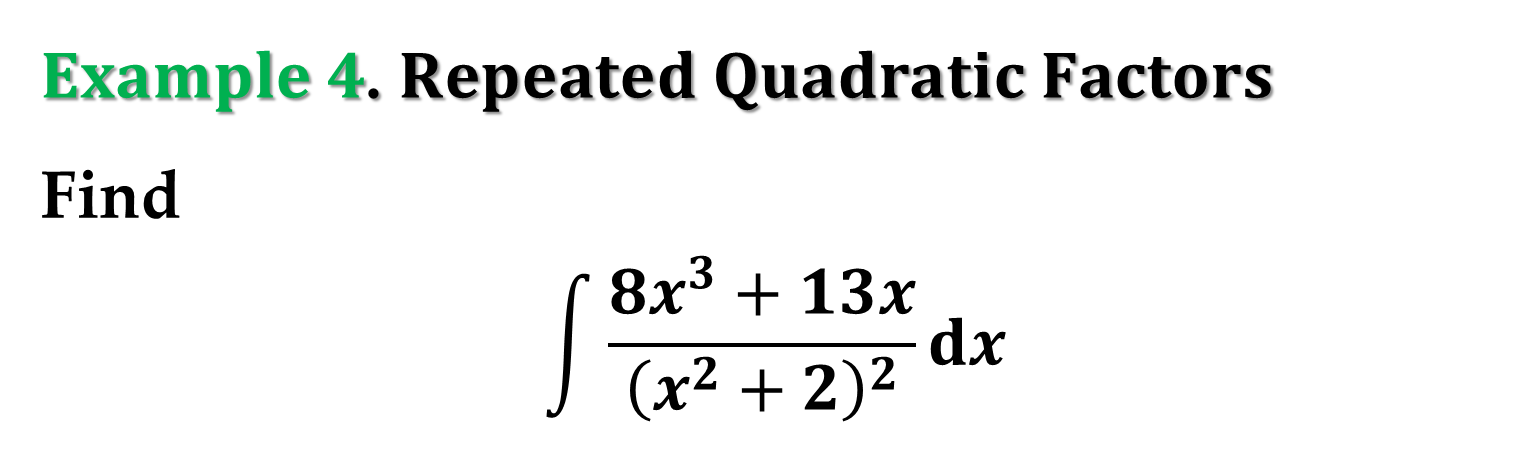 Example 4. Repeated Quadratic Factors
Find
∫ (8x³ + 13x)/(x² + 2)² dx